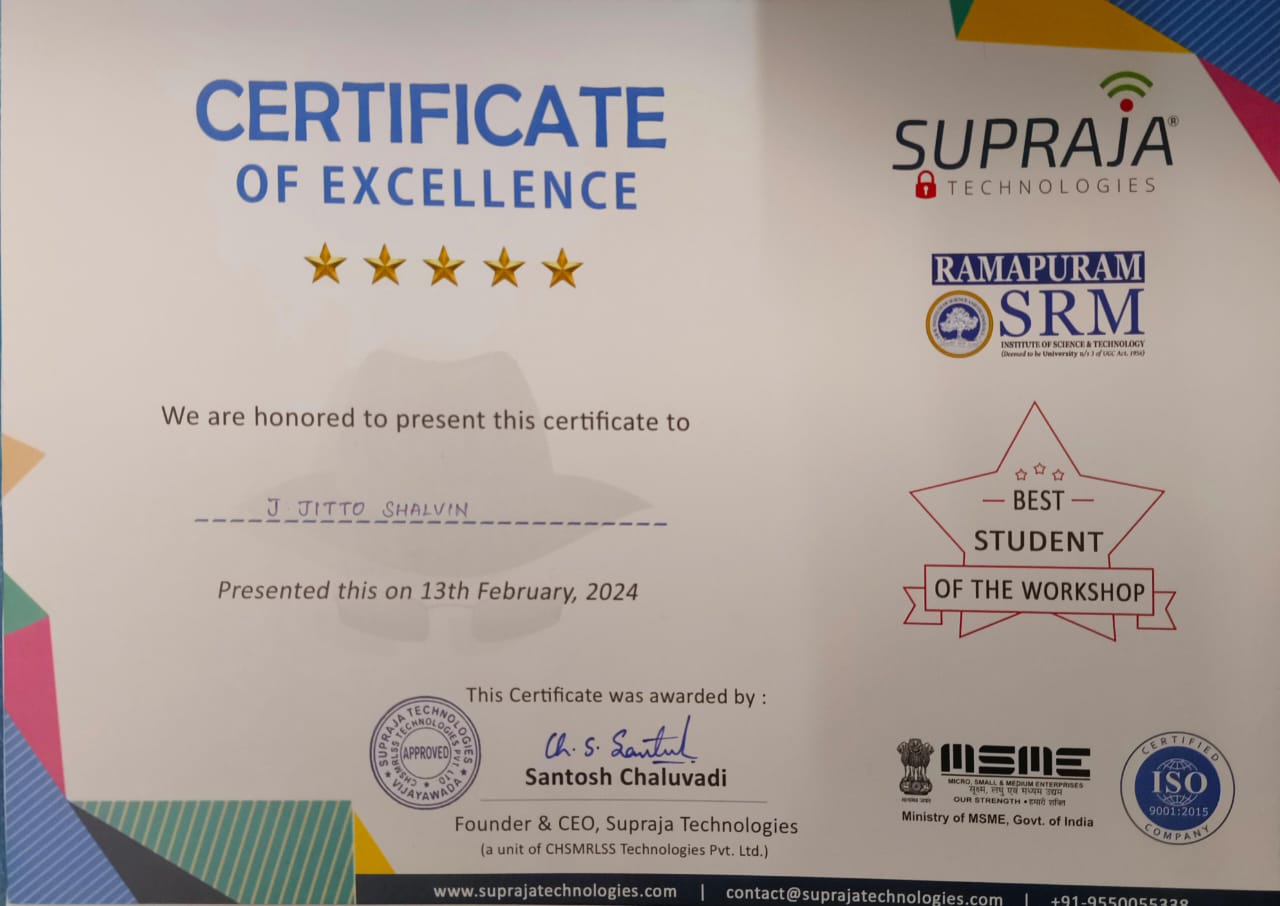 CERTIFICATE
OF EXCELLENCE
We are honored to present this certificate to
J. JITTO SHALVIN
Presented this on 13th February, 2024
This Certificate was awarded by :
SUPRAJA TECHNOLOGIES
CHSMRLSS TECHNOLOGIES PVT. LTD
APPROVED
★ VIJAYAWADA ★
Ch. S. Santush
Santosh Chaluvadi
Founder & CEO, Supraja Technologies
(a unit of CHSMRLSS Technologies Pvt. Ltd.)
SUPRAJA®
TECHNOLOGIES
RAMAPURAM
SRM
INSTITUTE OF SCIENCE & TECHNOLOGY
(Deemed to be University u/s 3 of UGC Act, 1956)
BEST
STUDENT
OF THE WORKSHOP
MSME
MICRO, SMALL & MEDIUM ENTERPRISES
सूक्ष्म, लघु एवं मध्यम उद्यम
OUR STRENGTH • हमारी शक्ति
सत्यमेव जयते
Ministry of MSME, Govt. of India
CERTIFIED
ISO
9001:2015
COMPANY
www.suprajatechnologies.com | contact@suprajatechnologies.com | +91-9550055338